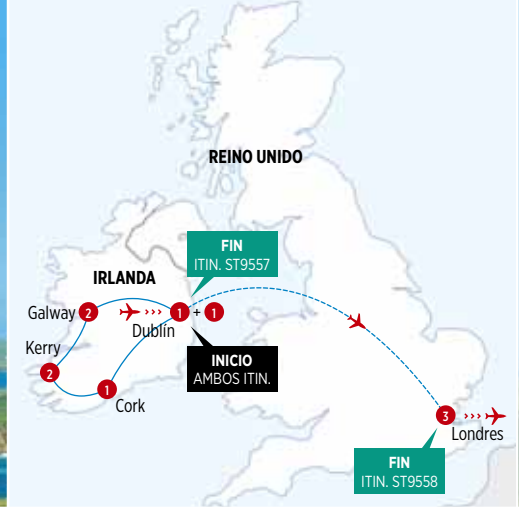 REINO UNIDO
FIN
ITIN. ST9557
IRLANDA
Galway 2
1 + 1
Dublín
Kerry
2
INICIO
AMBOS ITIN.
1
Cork
3
Londres
FIN
ITIN. ST9558